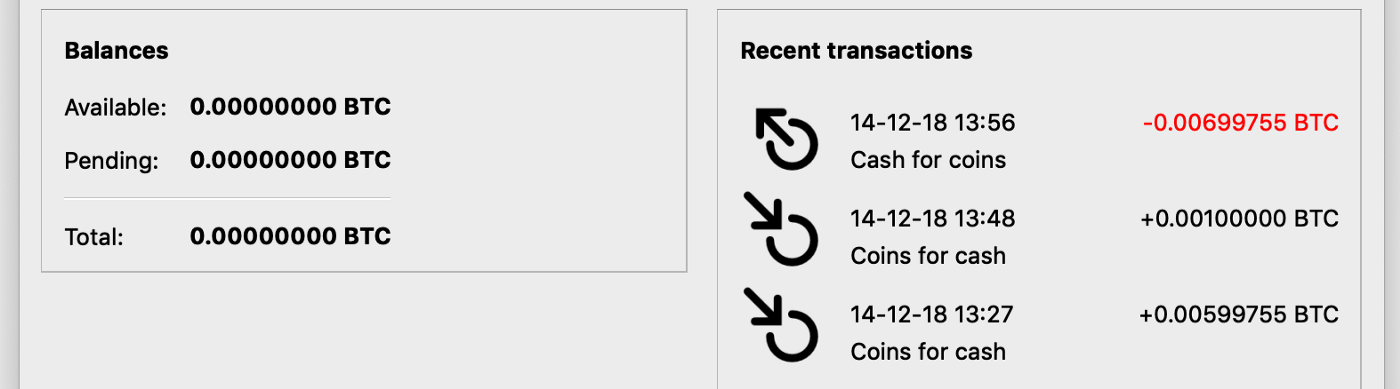 Balances
Available: 0.00000000 BTC
Pending: 0.00000000 BTC
Total: 0.00000000 BTC
Recent transactions
14-12-18 13:56 -0.00699755 BTC
Cash for coins
14-12-18 13:48 +0.00100000 BTC
Coins for cash
14-12-18 13:27 +0.00599755 BTC
Coins for cash